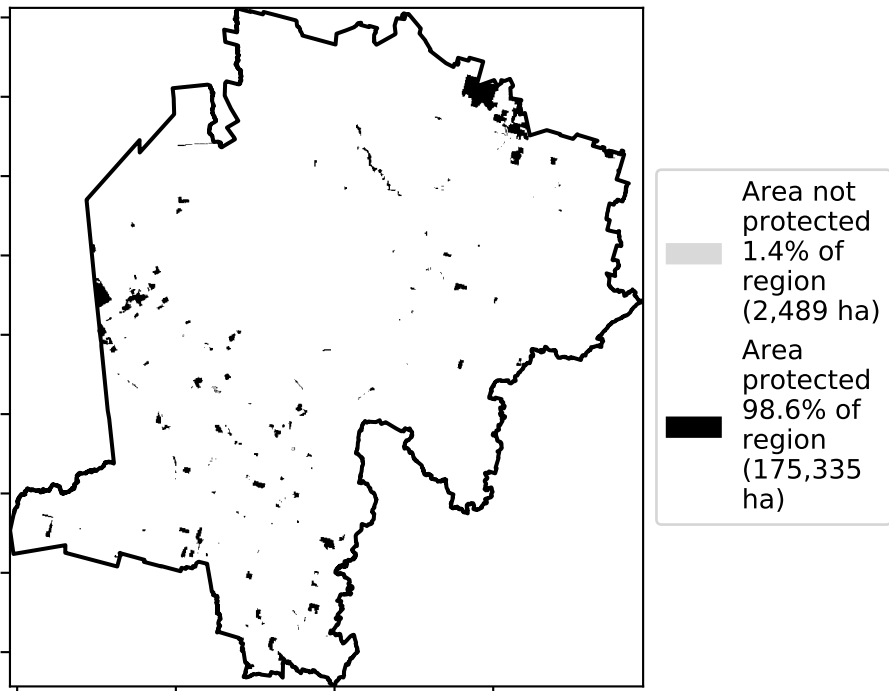 Area not
protected
1.4% of
region
(2,489 ha)
Area
protected
98.6% of
region
(175,335
ha)